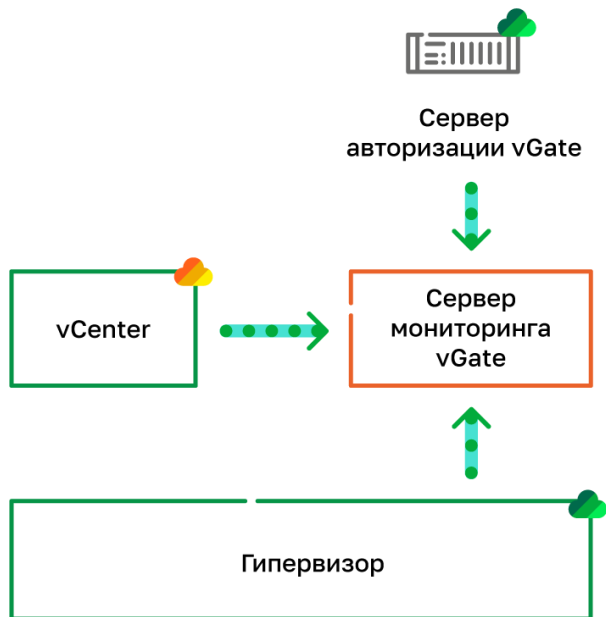 Сервер
авторизации vGate
vCenter
Сервер
мониторинга
vGate
Гипервизор